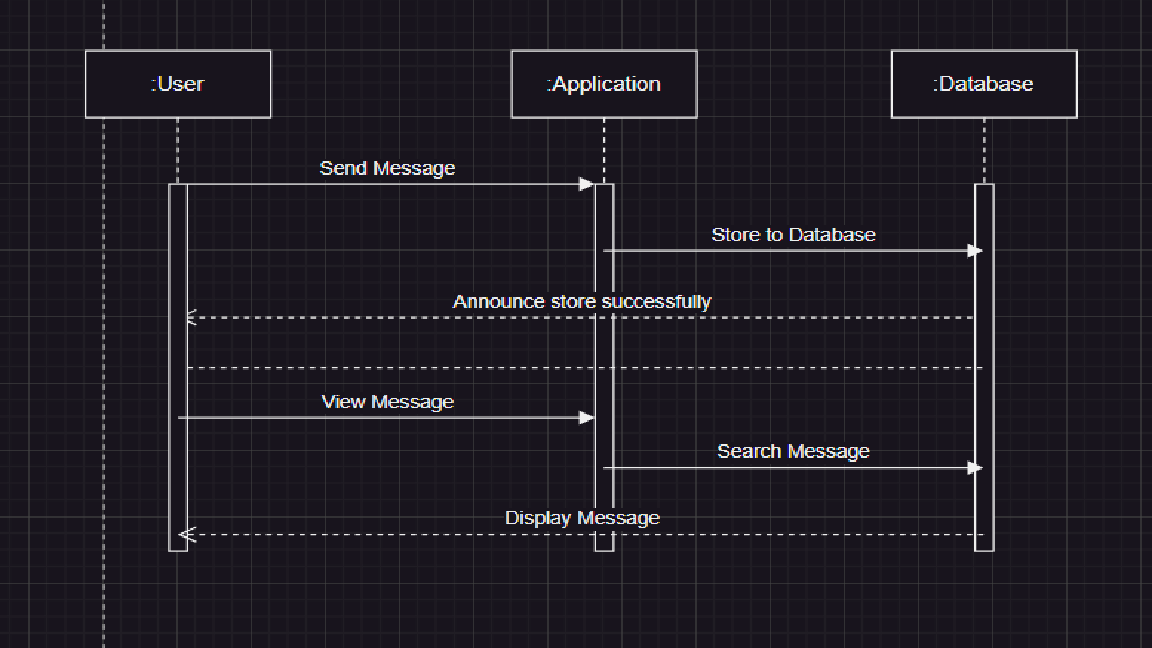 :User
:Application
:Database
Send Message
Store to Database
Announce store successfully
View Message
Search Message
Display Message